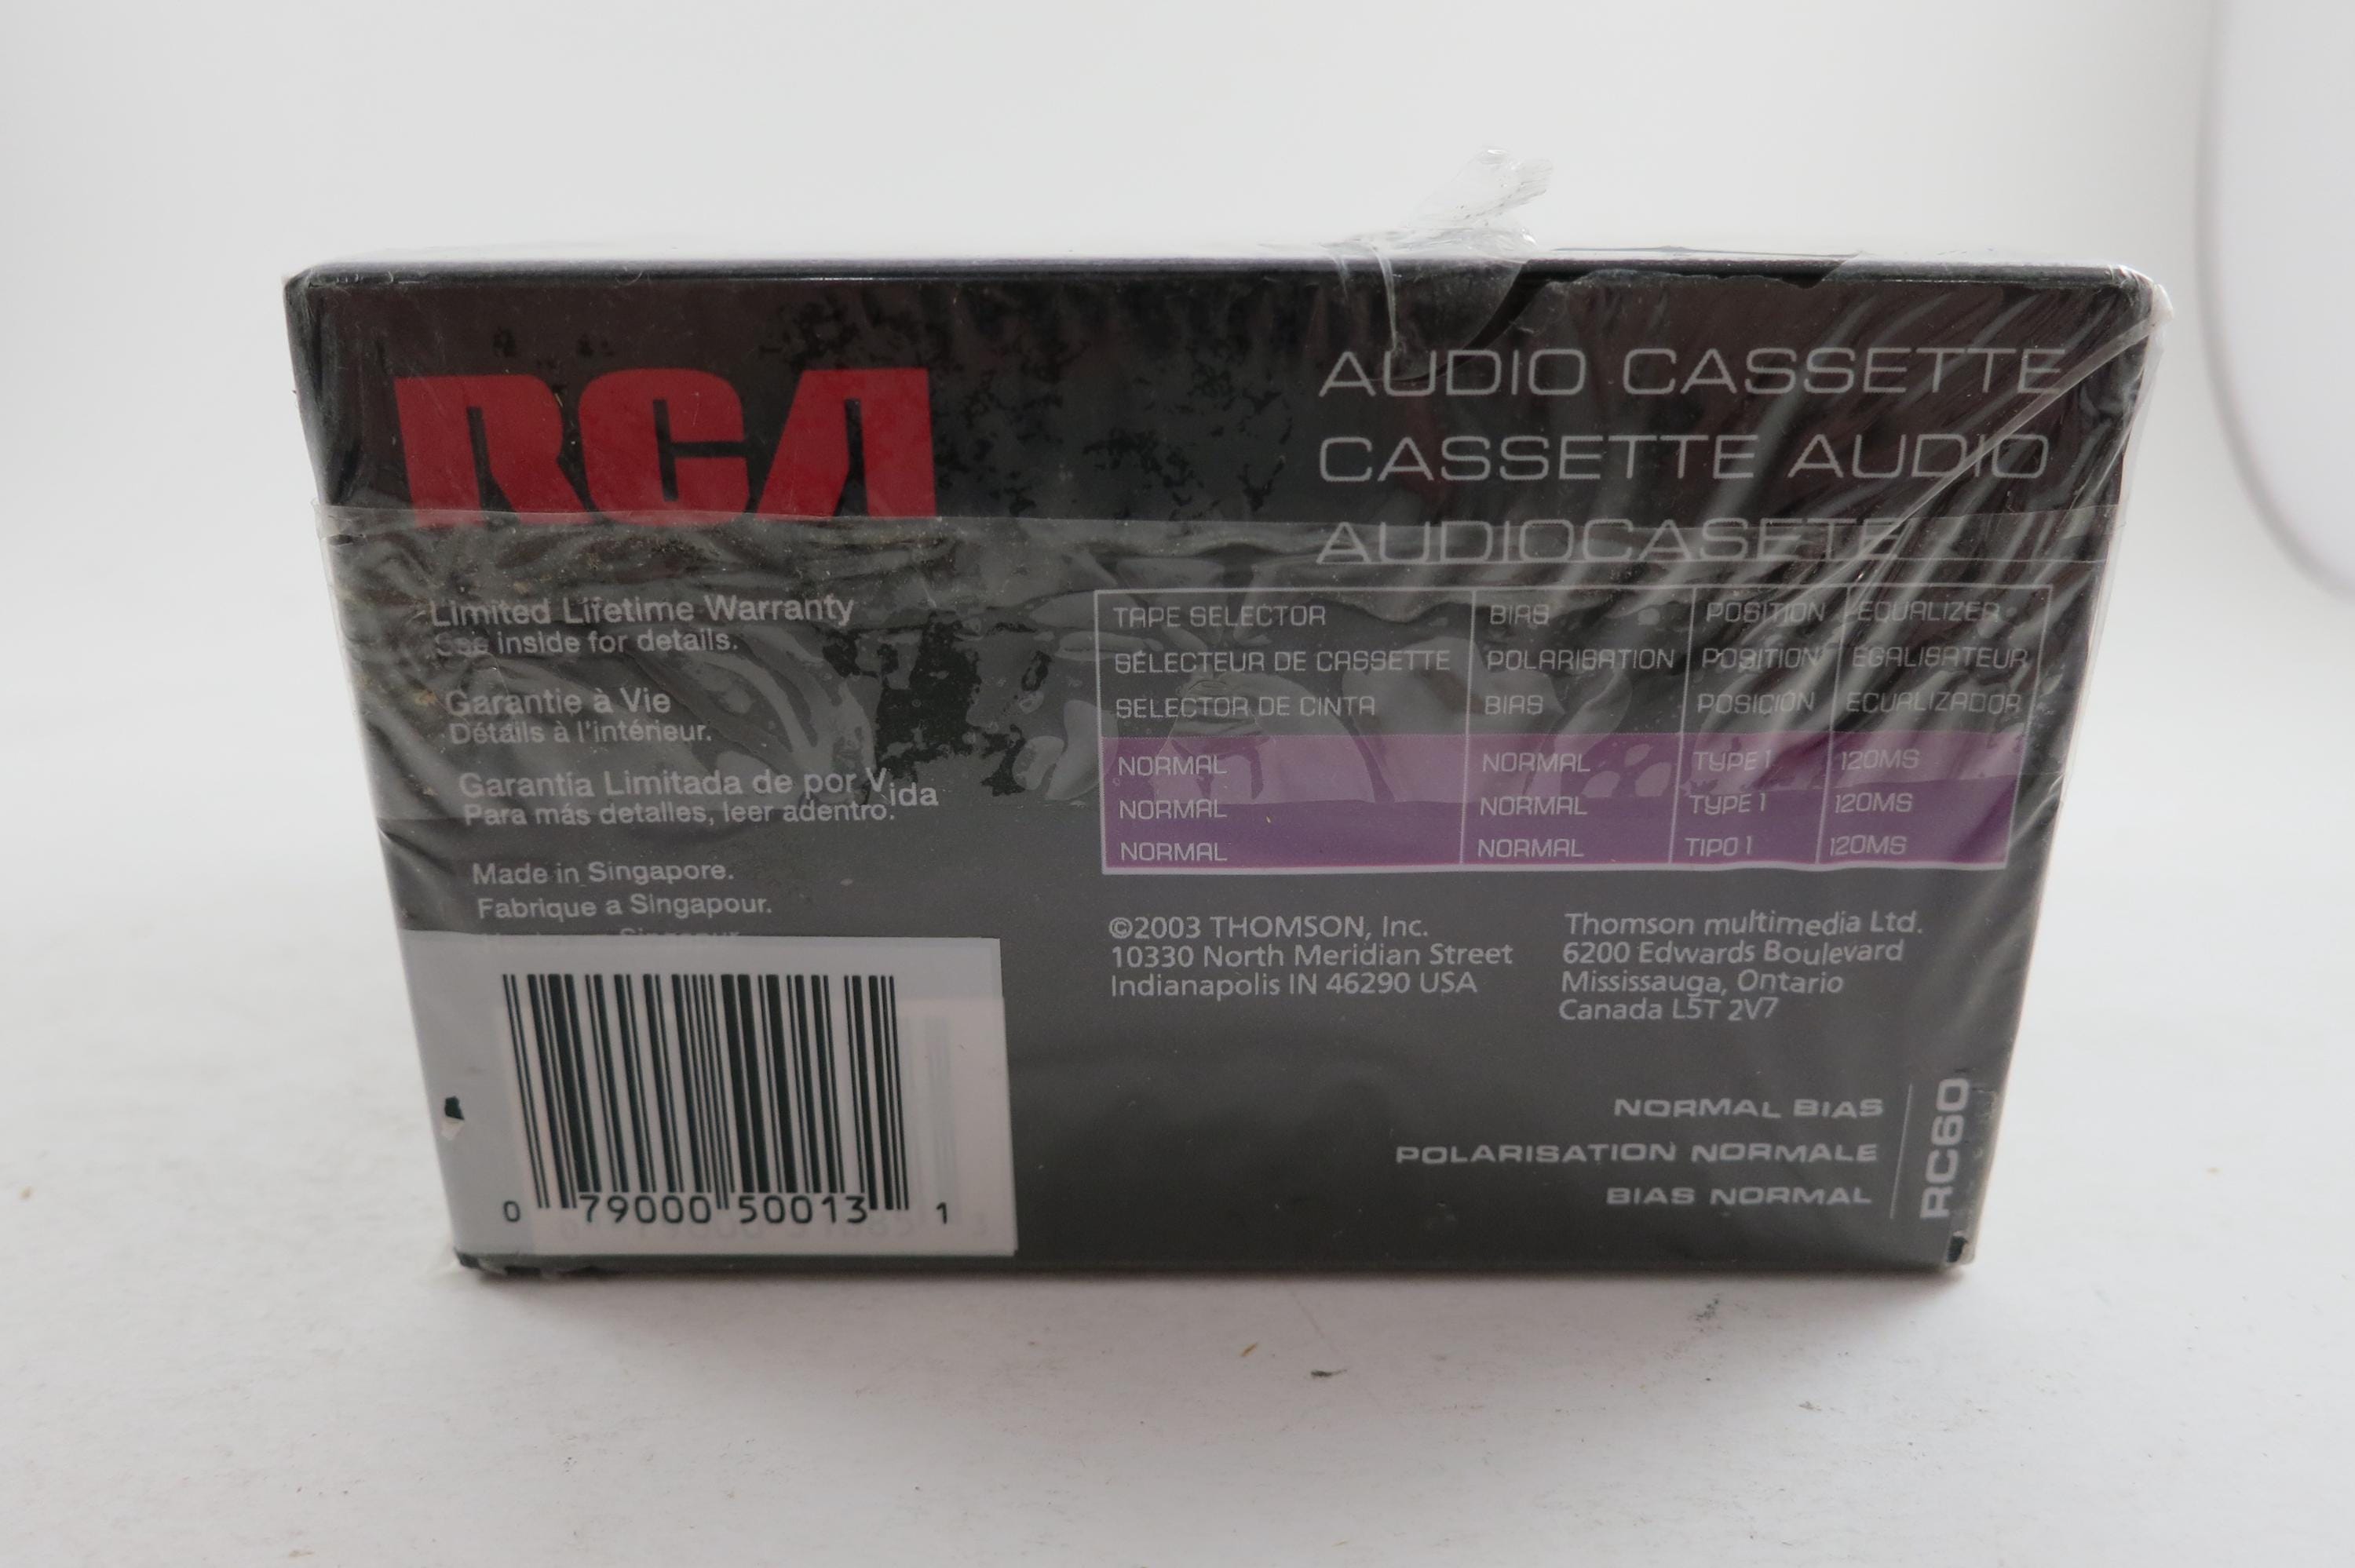 RCA
AUDIO CASSETTE
CASSETTE AUDIO
AUDIOCASETE
Limited Lifetime Warranty
See inside for details.
Garantie à Vie
Détails à l'intérieur.
Garantía Limitada de por Vida
Para más detalles, leer adentro.
Made in Singapore.
Fabrique a Singapour.
TAPE SELECTOR BIAS POSITION EQUALIZER
SÉLECTEUR DE CASSETTE POLARISATION POSITION EGALISATEUR
SELECTOR DE CINTA BIAS POSICIÓN ECUALIZADOR
NORMAL NORMAL TYPE 1 120MS
NORMAL NORMAL TYPE 1 120MS
NORMAL NORMAL TIPO 1 120MS
©2003 THOMSON, Inc.
10330 North Meridian Street
Indianapolis IN 46290 USA
Thomson multimedia Ltd.
6200 Edwards Boulevard
Mississauga, Ontario
Canada L5T 2V7
NORMAL BIAS
POLARISATION NORMALE
BIAS NORMAL
RC60
0 79000 50013 1